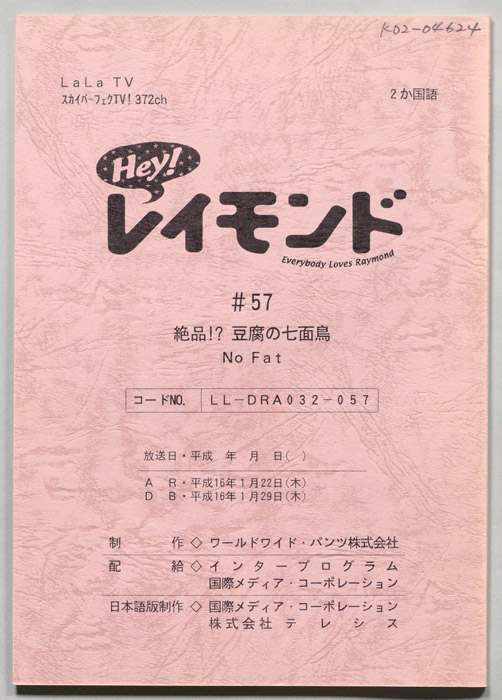 K02-04624
LaLa TV
スカイパーフェクTV! 372ch
2か国語
Hey!
レイモンド
Everybody Loves Raymond
#57
絶品!? 豆腐の七面鳥
No Fat
コードNO. LL-DRA032-057
放送日・平成 年 月 日( )
A R・平成16年1月22日(木)
D B・平成16年1月29日(木)
制作◇ワールドワイド・パンツ株式会社
配給◇インタープログラム
国際メディア・コーポレーション
日本語版制作◇国際メディア・コーポレーション
株式会社テレシス